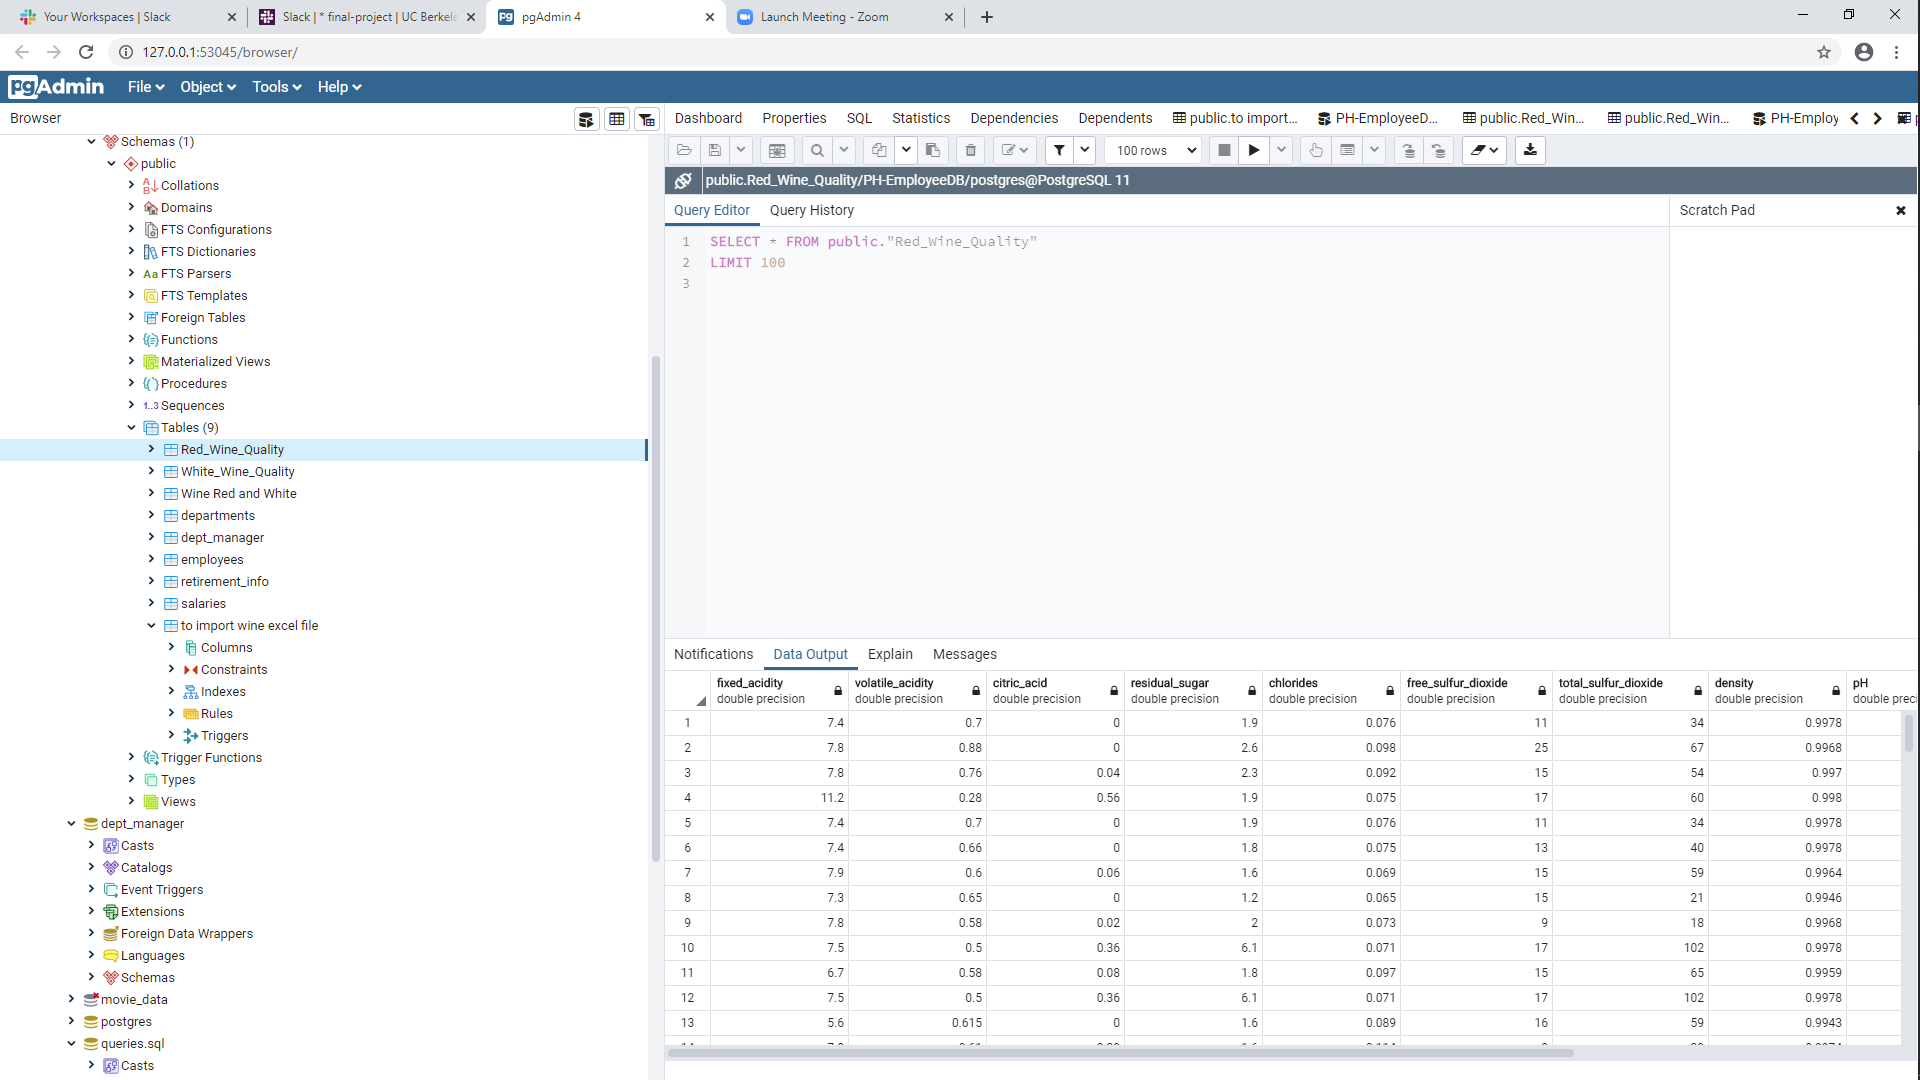 Your Workspaces | Slack
Slack | * final-project | UC Berkele
pgAdmin 4
Launch Meeting - Zoom
127.0.0.1:53045/browser/
pgAdmin File Object Tools Help
Browser
Dashboard Properties SQL Statistics Dependencies Dependents public.to import... PH-EmployeeD... public.Red_Win... public.Red_Win... PH-Employ
100 rows
public.Red_Wine_Quality/PH-EmployeeDB/postgres@PostgreSQL 11
Query Editor Query History
Scratch Pad
1 SELECT * FROM public."Red_Wine_Quality"
2 LIMIT 100
3
Schemas (1)
public
Collations
Domains
FTS Configurations
FTS Dictionaries
Aa FTS Parsers
FTS Templates
Foreign Tables
Functions
Materialized Views
Procedures
1..3 Sequences
Tables (9)
Red_Wine_Quality
White_Wine_Quality
Wine Red and White
departments
dept_manager
employees
retirement_info
salaries
to import wine excel file
Columns
Constraints
Indexes
Rules
Triggers
Trigger Functions
Types
Views
dept_manager
Casts
Catalogs
Event Triggers
Extensions
Foreign Data Wrappers
Languages
Schemas
movie_data
postgres
queries.sql
Casts
Notifications Data Output Explain Messages
fixed_acidity volatile_acidity citric_acid residual_sugar chlorides free_sulfur_dioxide total_sulfur_dioxide density pH
double precision double precision double precision double precision double precision double precision double precision double precision double preci
1 7.4 0.7 0 1.9 0.076 11 34 0.9978
2 7.8 0.88 0 2.6 0.098 25 67 0.9968
3 7.8 0.76 0.04 2.3 0.092 15 54 0.997
4 11.2 0.28 0.56 1.9 0.075 17 60 0.998
5 7.4 0.7 0 1.9 0.076 11 34 0.9978
6 7.4 0.66 0 1.8 0.075 13 40 0.9978
7 7.9 0.6 0.06 1.6 0.069 15 59 0.9964
8 7.3 0.65 0 1.2 0.065 15 21 0.9946
9 7.8 0.58 0.02 2 0.073 9 18 0.9968
10 7.5 0.5 0.36 6.1 0.071 17 102 0.9978
11 6.7 0.58 0.08 1.8 0.097 15 65 0.9959
12 7.5 0.5 0.36 6.1 0.071 17 102 0.9978
13 5.6 0.615 0 1.6 0.089 16 59 0.9943